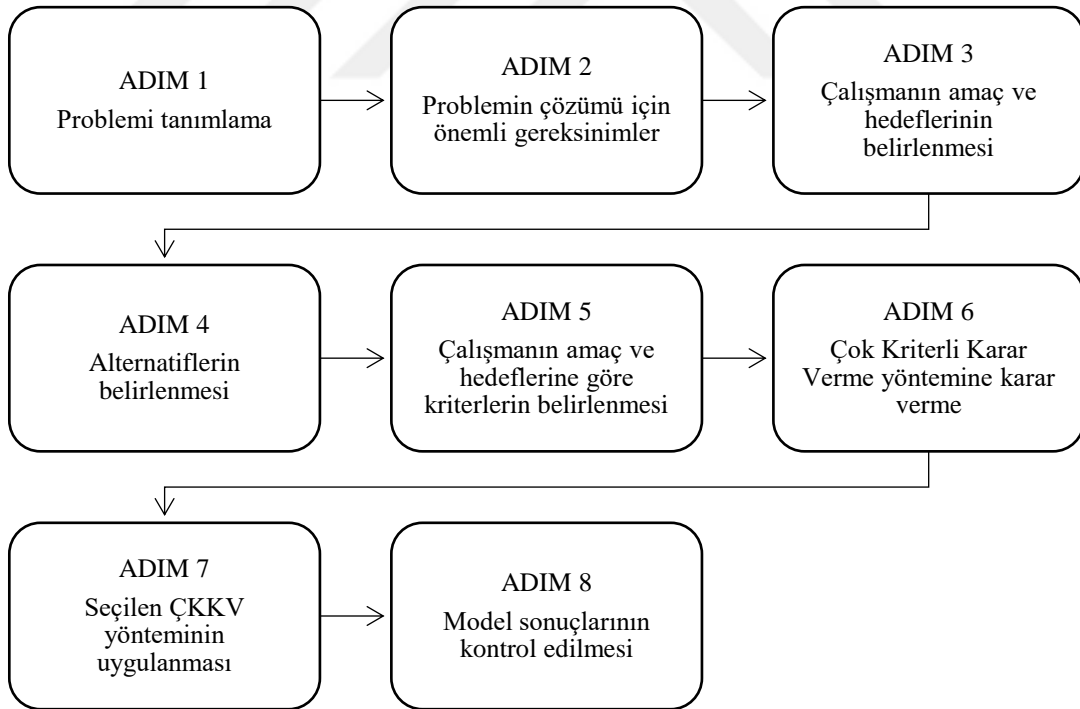 ADIM 1
Problemi tanımlama
ADIM 2
Problemin çözümü için
önemli gereksinimler
ADIM 3
Çalışmanın amaç ve
hedeflerinin
belirlenmesi
ADIM 4
Alternatiflerin
belirlenmesi
ADIM 5
Çalışmanın amaç ve
hedeflerine göre
kriterlerin belirlenmesi
ADIM 6
Çok Kriterli Karar
Verme yöntemine karar
verme
ADIM 7
Seçilen ÇKKV
yönteminin
uygulanması
ADIM 8
Model sonuçlarının
kontrol edilmesi